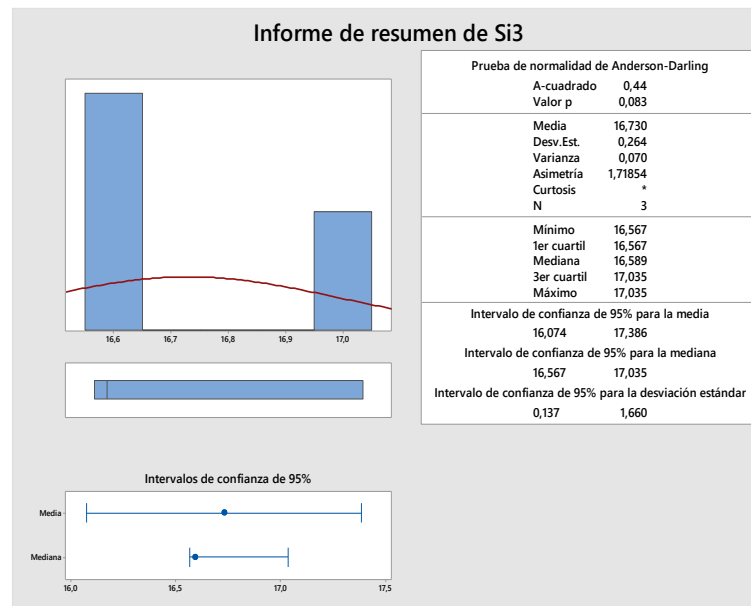 Informe de resumen de Si3
16,6 16,7 16,8 16,9 17,0
Intervalos de confianza de 95%
Media
Mediana
16,0 16,5 17,0 17,5
Prueba de normalidad de Anderson-Darling
A-cuadrado 0,44
Valor p 0,083
Media 16,730
Desv.Est. 0,264
Varianza 0,070
Asimetría 1,71854
Curtosis *
N 3
Mínimo 16,567
1er cuartil 16,567
Mediana 16,589
3er cuartil 17,035
Máximo 17,035
Intervalo de confianza de 95% para la media
16,074 17,386
Intervalo de confianza de 95% para la mediana
16,567 17,035
Intervalo de confianza de 95% para la desviación estándar
0,137 1,660